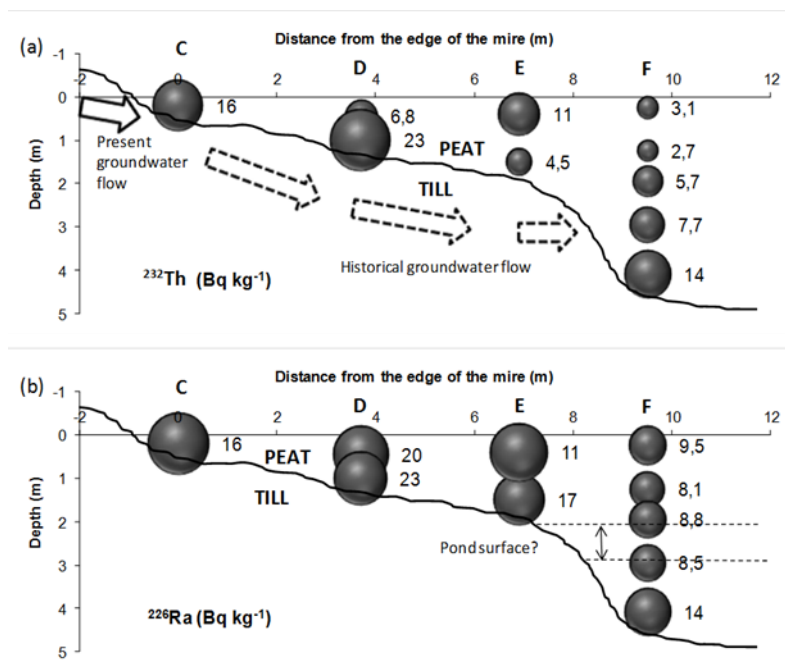 (a)
Distance from the edge of the mire (m)
C D E F
-2 0 2 4 6 8 10 12
-1
0
1
2
3
4
5
Depth (m)
16
6,8
23
11
4,5
3,1
2,7
5,7
7,7
14
PEAT
TILL
Present
groundwater
flow
Historical groundwater flow
²³²Th (Bq kg⁻¹)
(b)
Distance from the edge of the mire (m)
C D E F
-2 0 2 4 6 8 10 12
-1
0
1
2
3
4
5
Depth (m)
16
20
23
11
17
9,5
8,1
8,8
8,5
14
PEAT
TILL
Pond surface?
²²⁶Ra (Bq kg⁻¹)